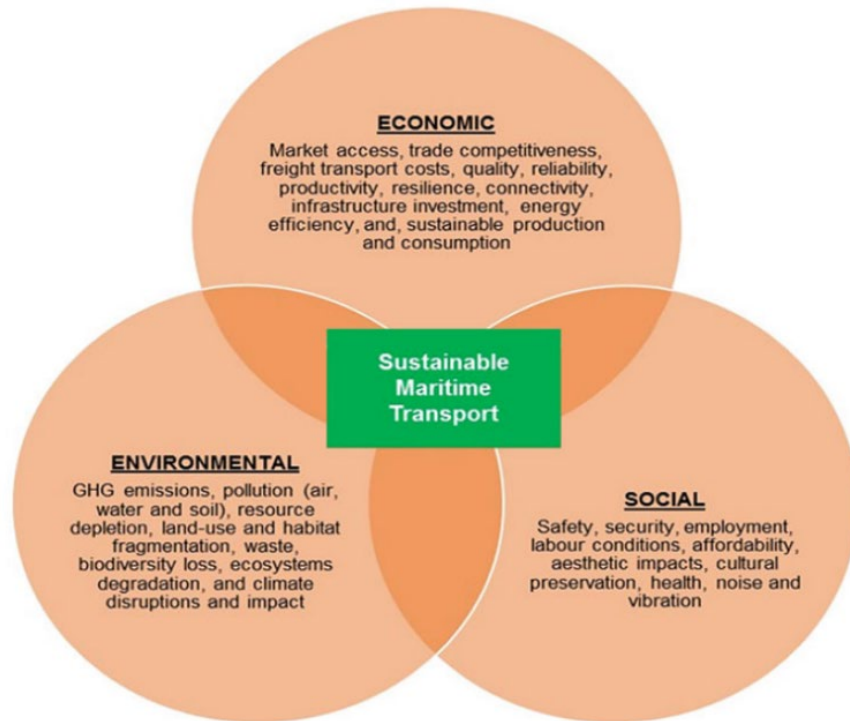 ECONOMIC
Market access, trade competitiveness,
freight transport costs, quality, reliability,
productivity, resilience, connectivity,
infrastructure investment, energy
efficiency, and, sustainable production
and consumption
Sustainable
Maritime
Transport
ENVIRONMENTAL
GHG emissions, pollution (air,
water and soil), resource
depletion, land-use and habitat
fragmentation, waste,
biodiversity loss, ecosystems
degradation, and climate
disruptions and impact
SOCIAL
Safety, security, employment,
labour conditions, affordability,
aesthetic impacts, cultural
preservation, health, noise and
vibration